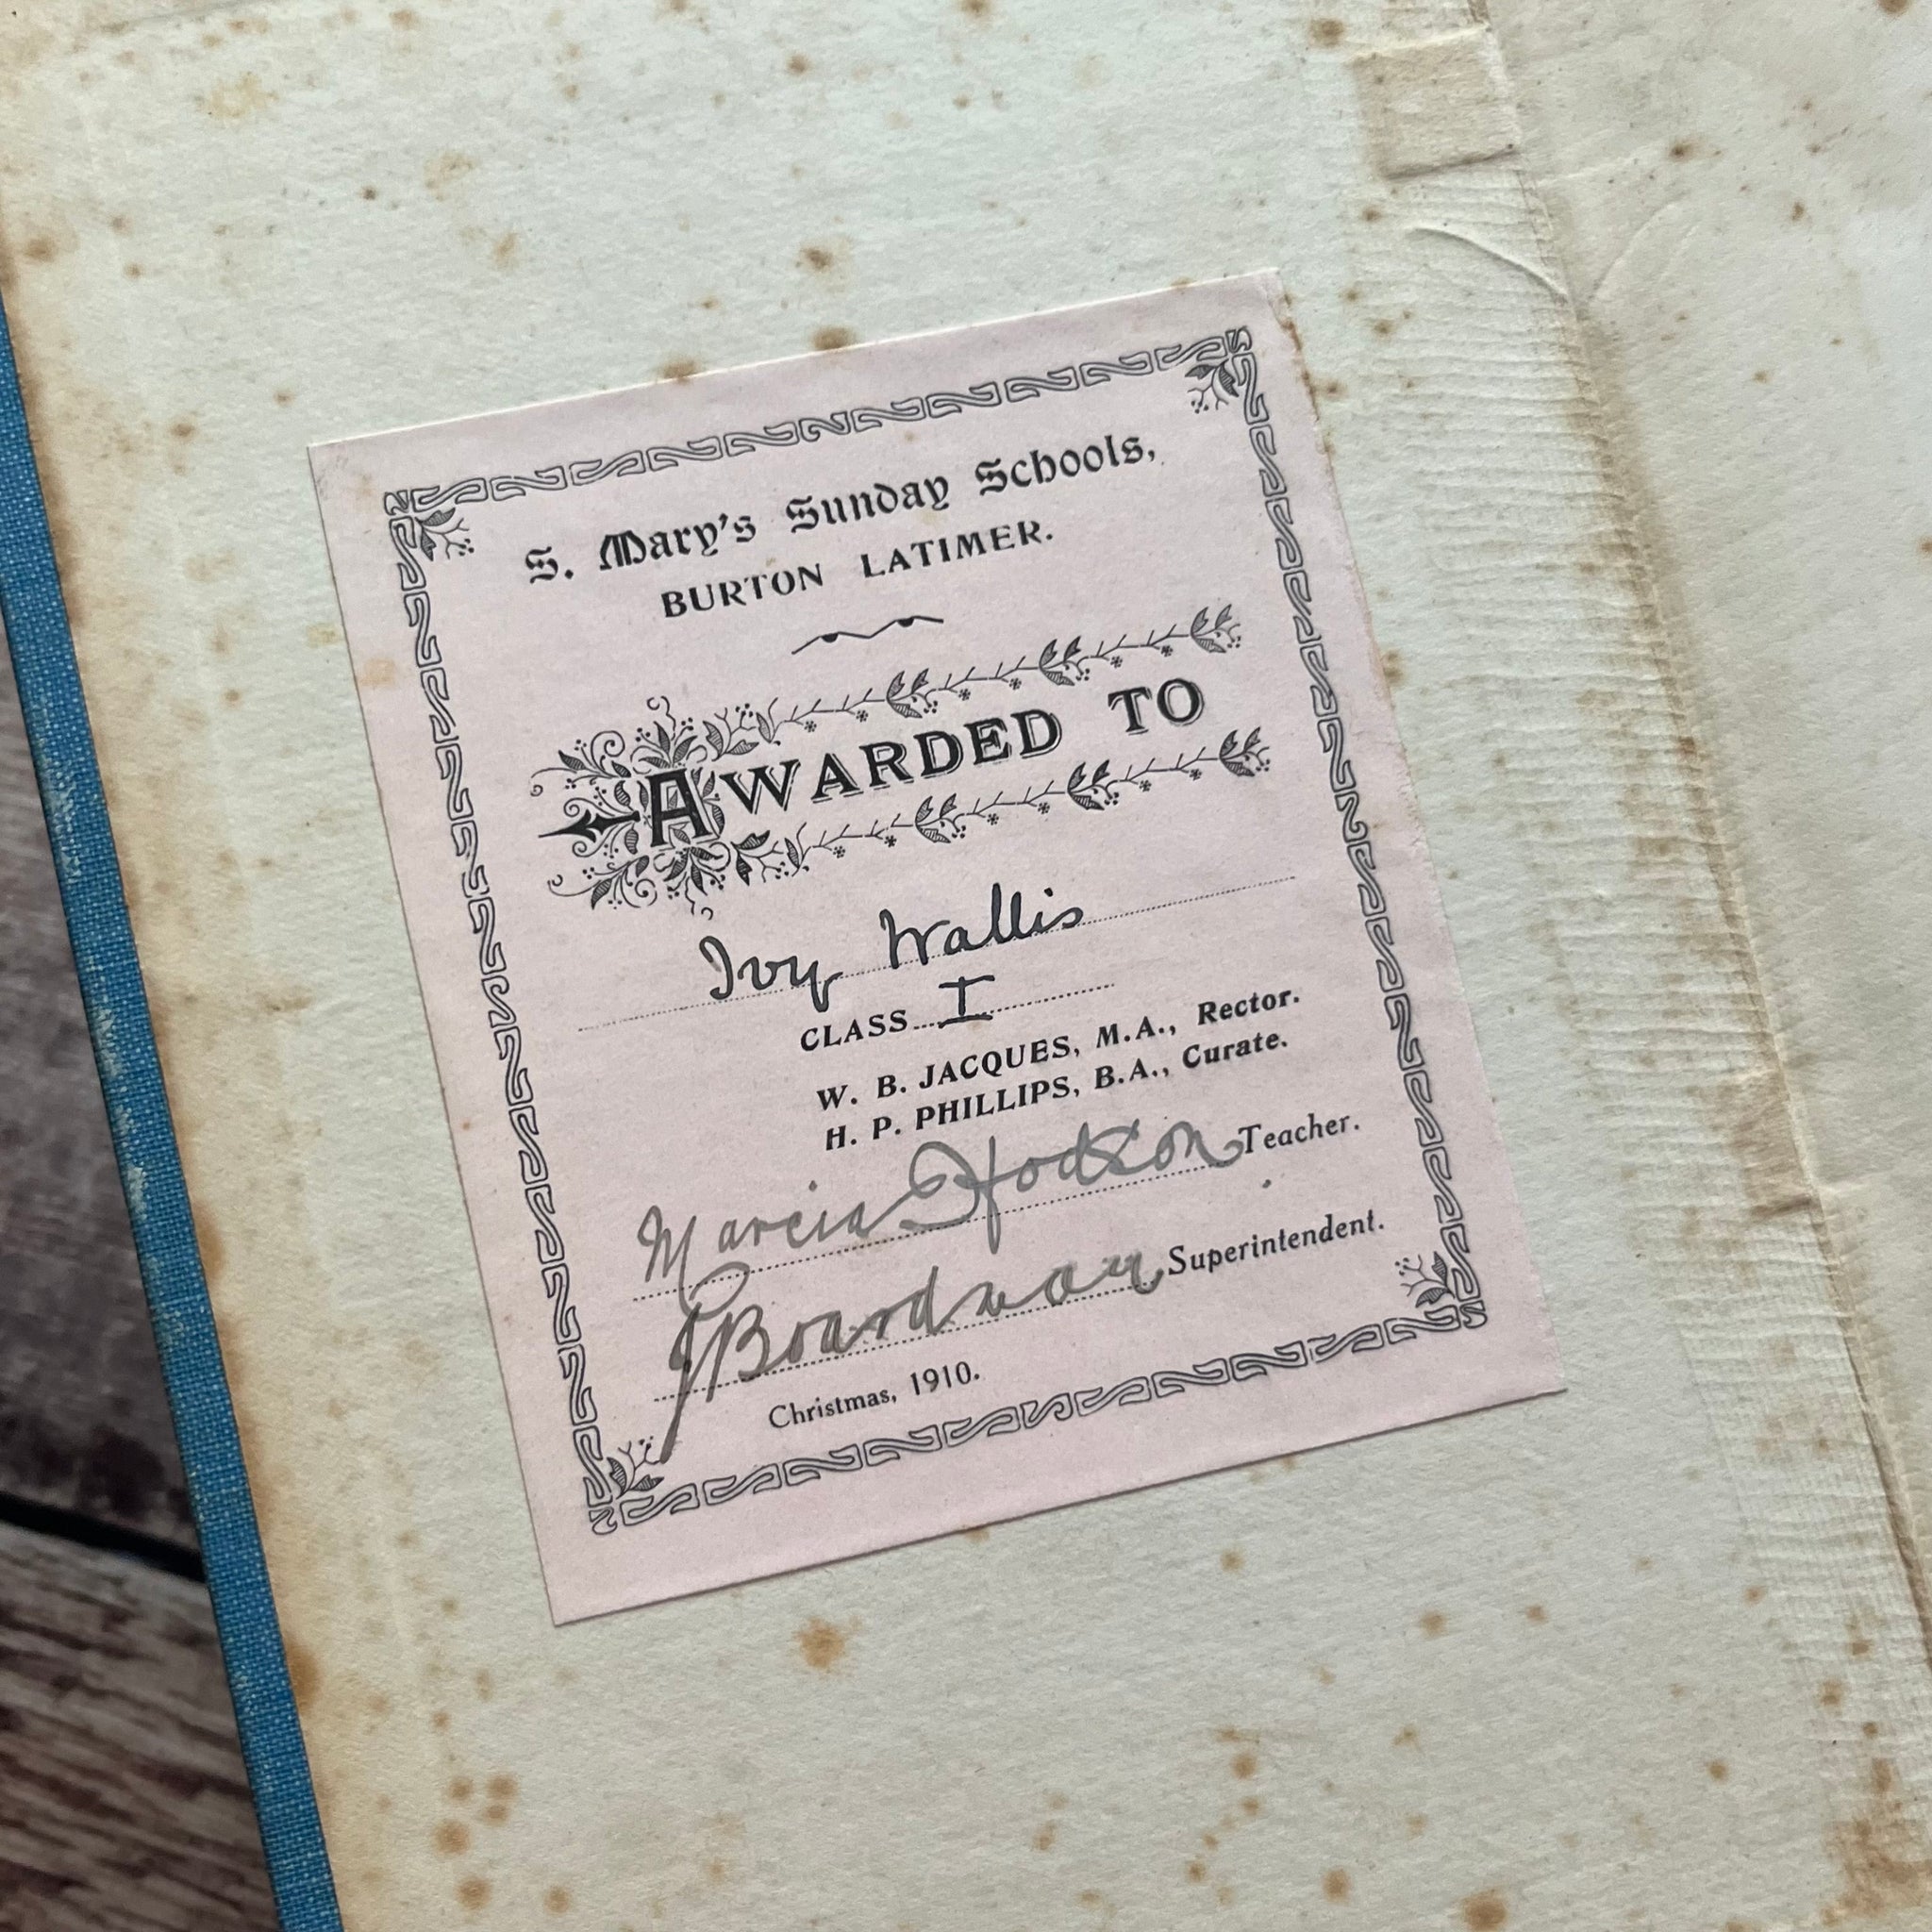 S. Mary's Sunday Schools,
BURTON LATIMER.
AWARDED TO
Ivy Wallis
CLASS I
W. B. JACQUES, M.A., Rector.
H. P. PHILLIPS, B.A., Curate.
Marcia Hodson Teacher.
J Boardman Superintendent.
Christmas, 1910.